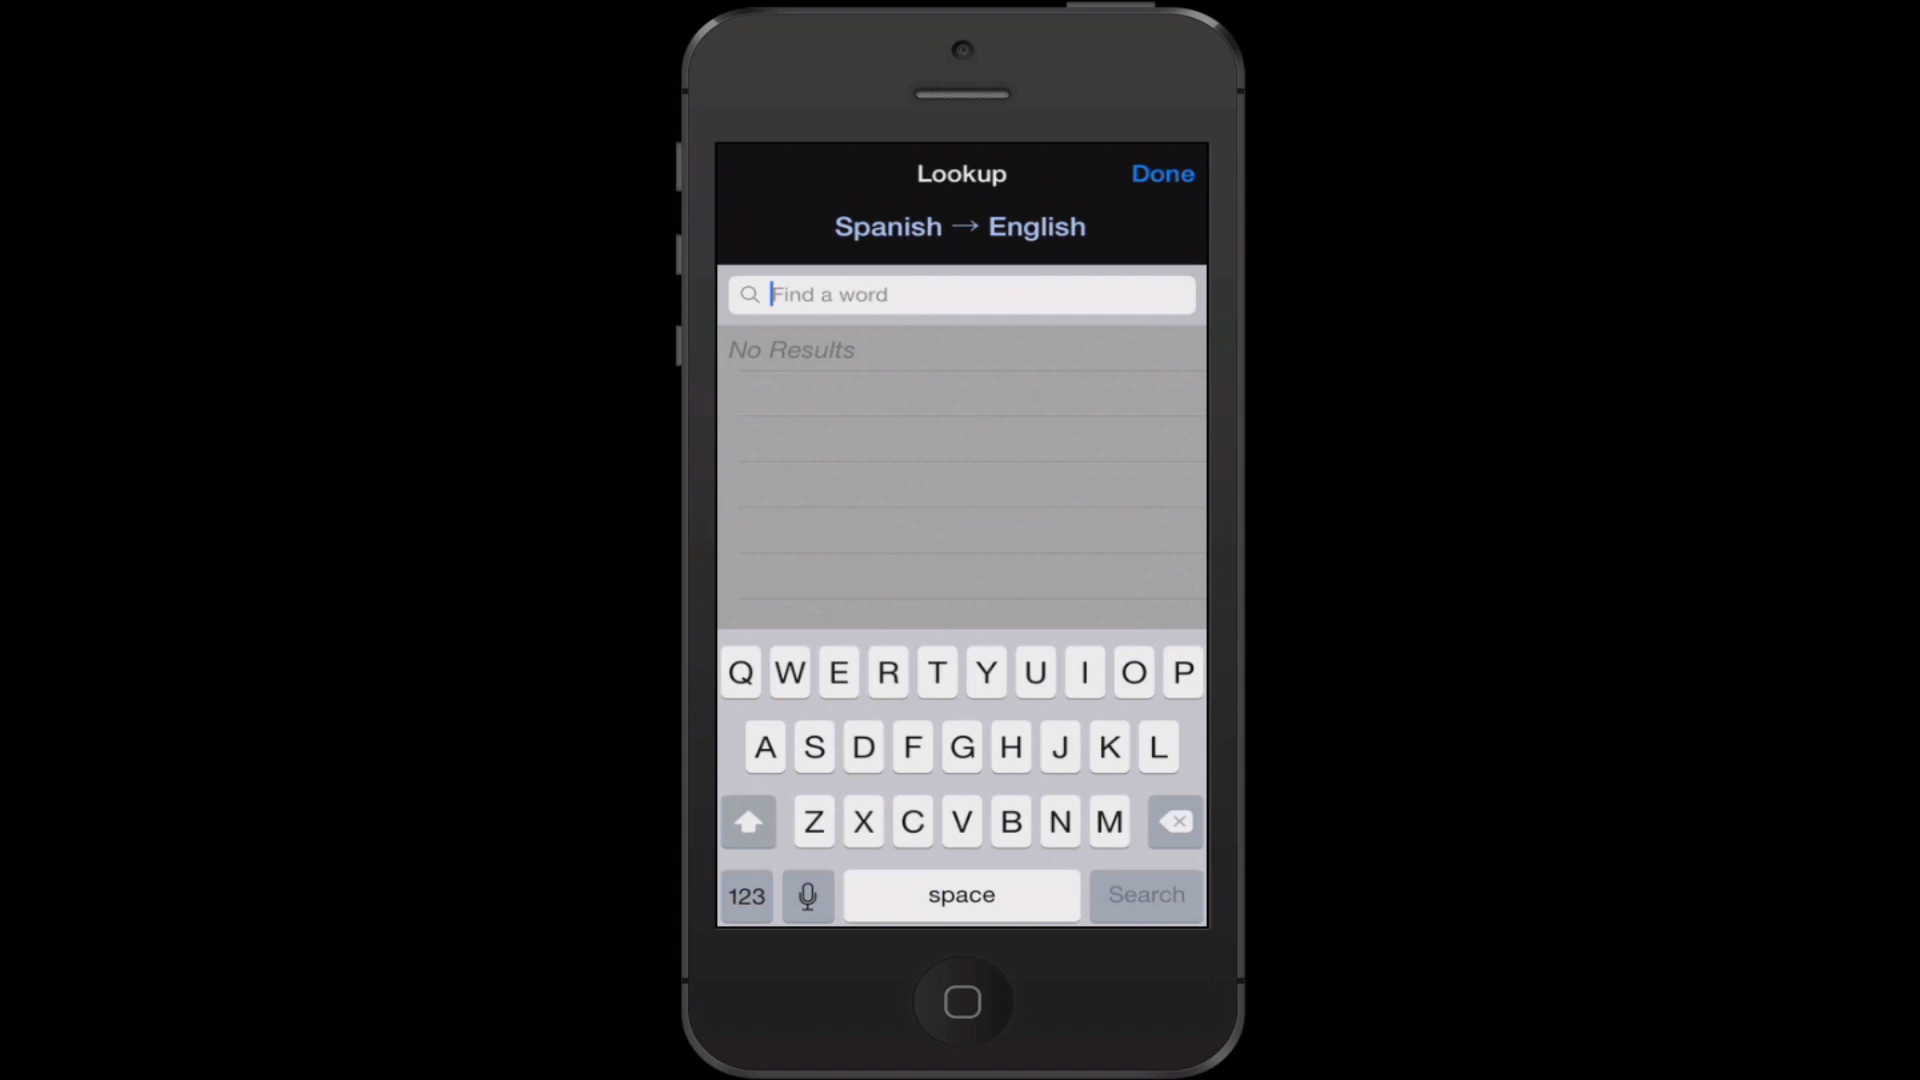 Lookup Done
Spanish → English
Find a word
No Results
Q W E R T Y U I O P
A S D F G H J K L
Z X C V B N M
123 space Search